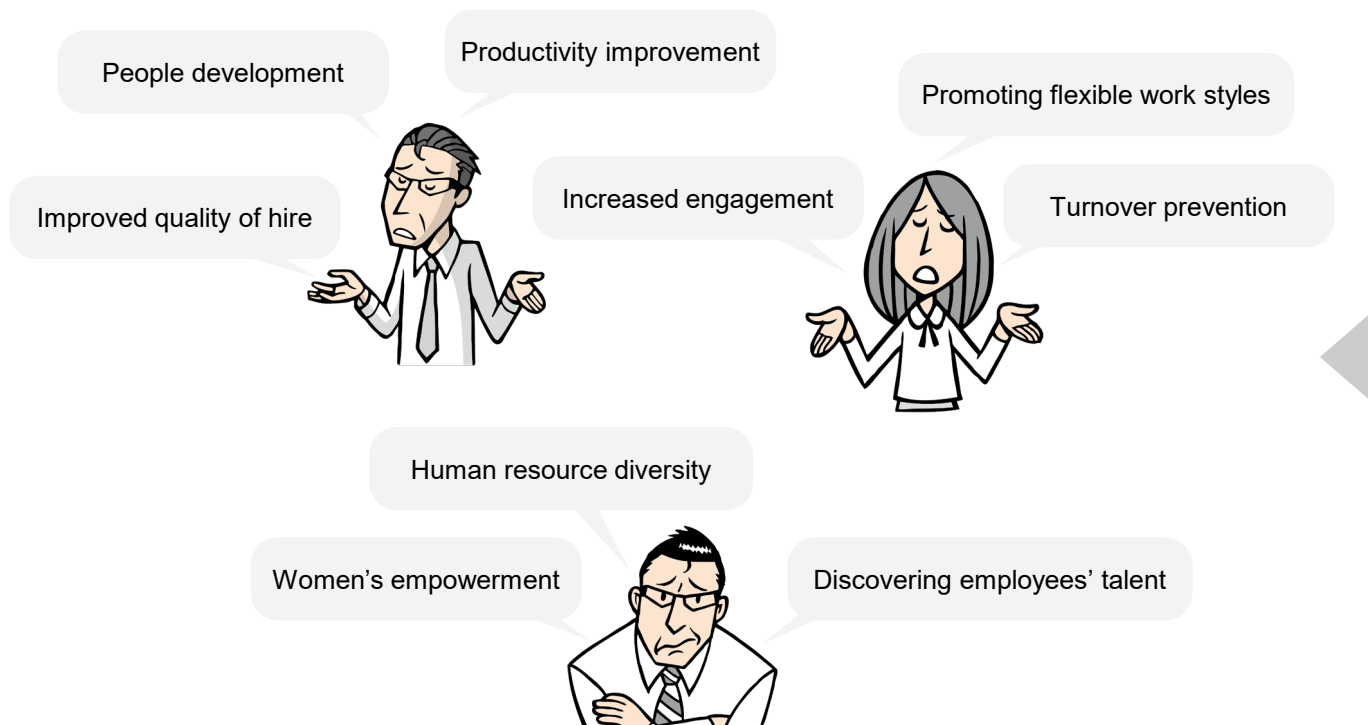 People development
Productivity improvement
Improved quality of hire
Promoting flexible work styles
Increased engagement
Turnover prevention
Human resource diversity
Women’s empowerment
Discovering employees’ talent